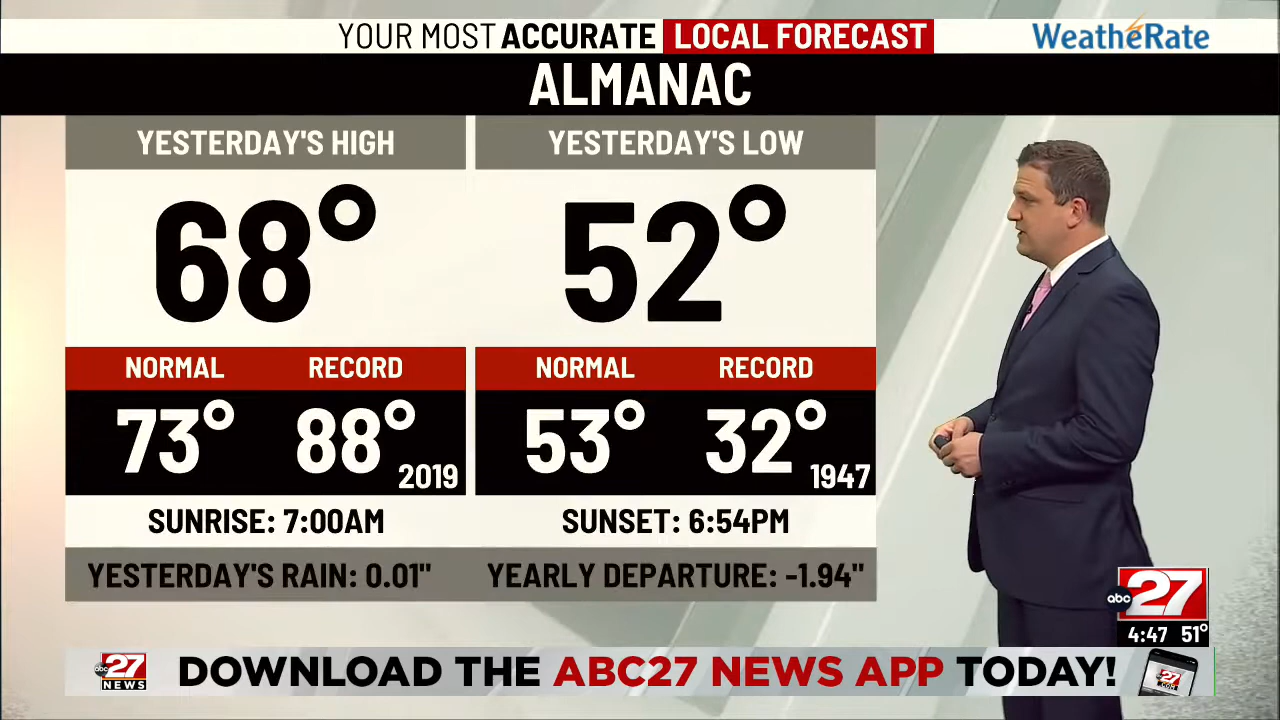 YOUR MOST ACCURATE LOCAL FORECAST
WeatheRate
ALMANAC
YESTERDAY'S HIGH
68°
NORMAL RECORD
73° 88° 2019
YESTERDAY'S LOW
52°
NORMAL RECORD
53° 32° 1947
SUNRISE: 7:00AM
SUNSET: 6:54PM
YESTERDAY'S RAIN: 0.01"
YEARLY DEPARTURE: -1.94"
abc 27
4:47 51°
abc 27 NEWS
DOWNLOAD THE ABC27 NEWS APP TODAY!
27